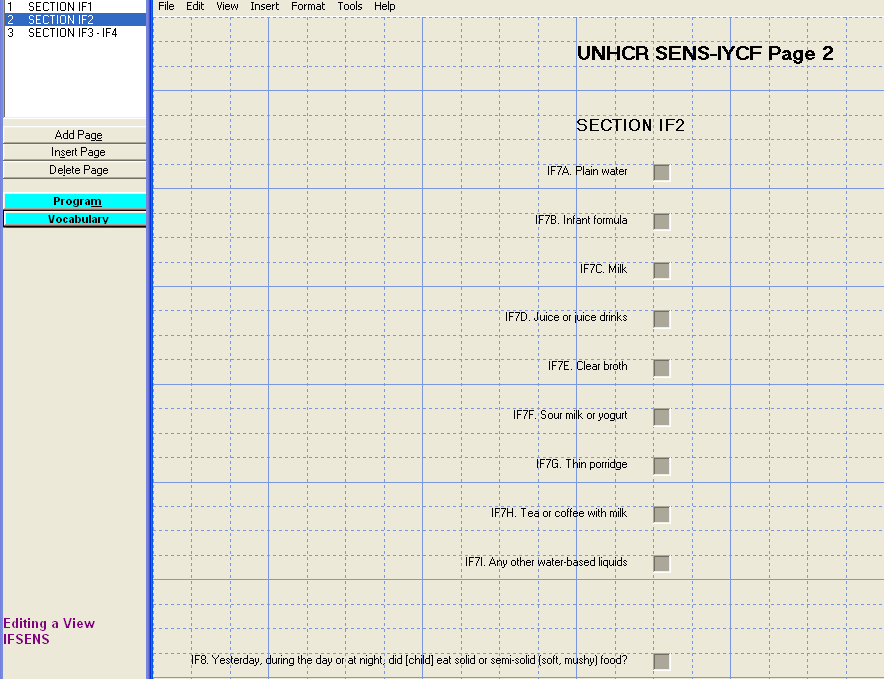 1 SECTION IF1
2 SECTION IF2
3 SECTION IF3 - IF4
Add Page
Insert Page
Delete Page
Program
Vocabulary
Editing a View
IFSENS
File Edit View Insert Format Tools Help
UNHCR SENS-IYCF Page 2
SECTION IF2
IF7A. Plain water
IF7B. Infant formula
IF7C. Milk
IF7D. Juice or juice drinks
IF7E. Clear broth
IF7F. Sour milk or yogurt
IF7G. Thin porridge
IF7H. Tea or coffee with milk
IF7I. Any other water-based liquids
IF8. Yesterday, during the day or at night, did [child] eat solid or semi-solid (soft, mushy) food?